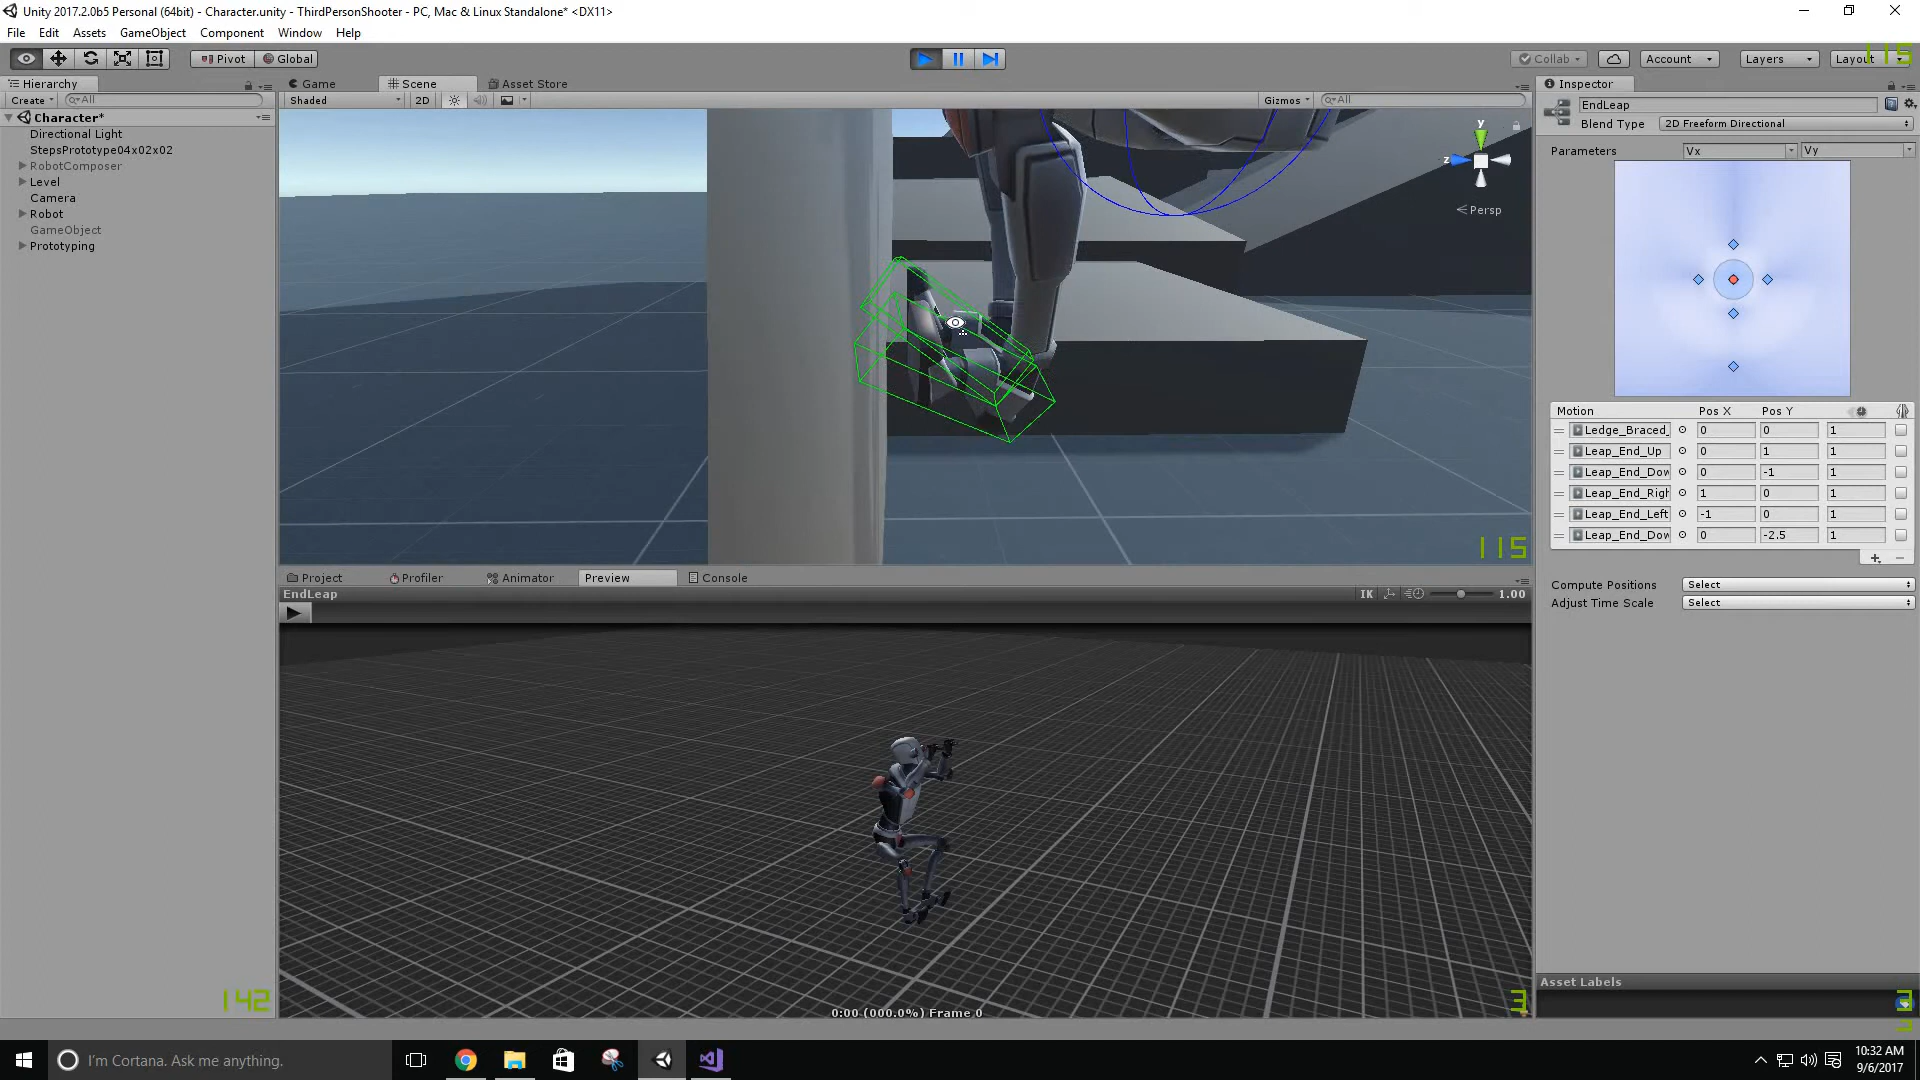 Unity 2017.2.0b5 Personal (64bit) - Character.unity - ThirdPersonShooter - PC, Mac & Linux Standalone* <DX11>
File Edit Assets GameObject Component Window Help
Pivot Global Collab Account Layers Layout
115
Hierarchy
Create All
Character*
Directional Light
StepsPrototype04x02x02
RobotComposer
Level
Camera
Robot
GameObject
Prototyping
142
Game Scene Asset Store
Shaded 2D Gizmos All
y
z
Persp
115
Project Profiler Animator Preview Console
EndLeap IK 1.00
0:00 (000.0%) Frame 0
3
Inspector
EndLeap
Blend Type 2D Freeform Directional
Parameters Vx Vy
Motion Pos X Pos Y
Ledge_Braced_ 0 0 1
Leap_End_Up 0 1 1
Leap_End_Dow 0 -1 1
Leap_End_Righ 1 0 1
Leap_End_Left -1 0 1
Leap_End_Dow 0 -2.5 1
Compute Positions Select
Adjust Time Scale Select
Asset Labels
3
I'm Cortana. Ask me anything.
10:32 AM
9/6/2017